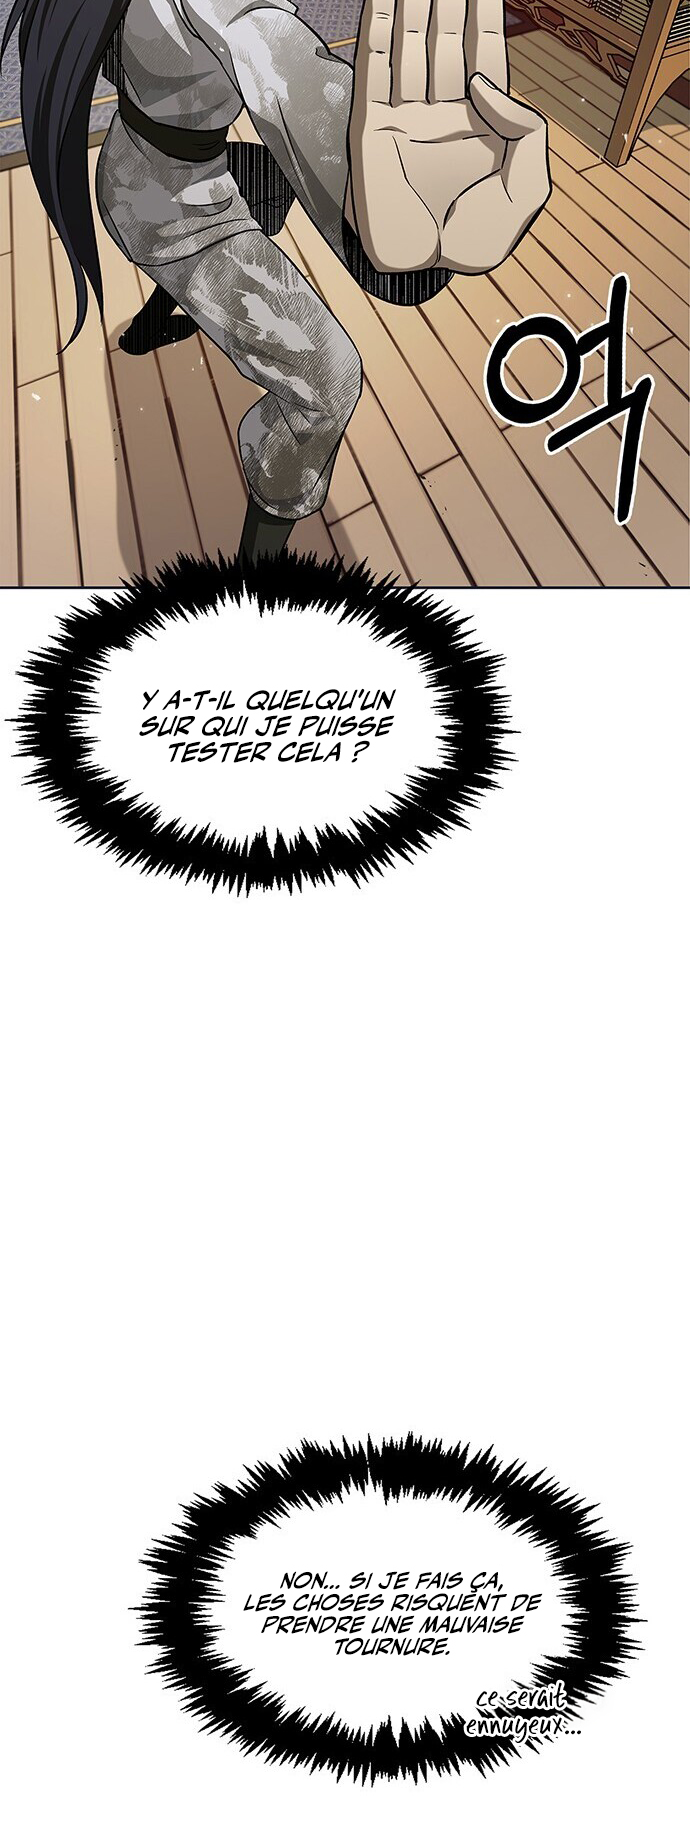 역
Y A-T-IL QUELQU'UN
SUR QUI JE PUISSE
TESTER CELA ?
NON... SI JE FAIS ÇA,
LES CHOSES RISQUENT DE
PRENDRE UNE MAUVAISE
TOURNURE.
ce serait
ennuyeux...